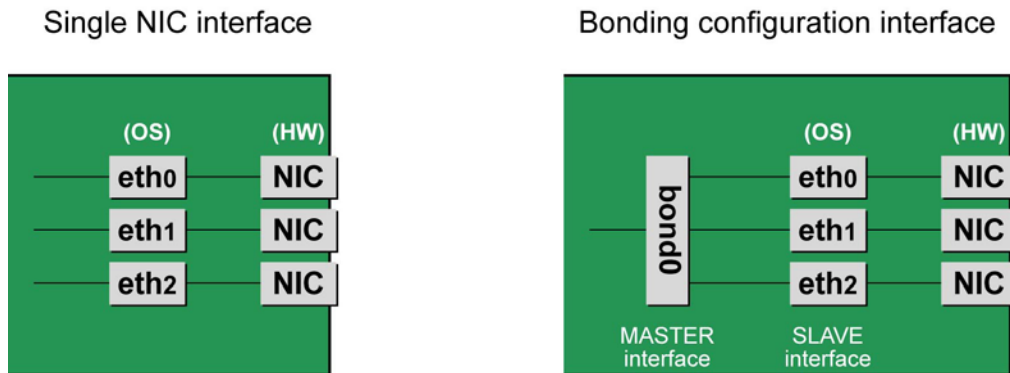 Single NIC interface
(OS) (HW)
eth0 NIC
eth1 NIC
eth2 NIC
Bonding configuration interface
(OS) (HW)
bond0
eth0 NIC
eth1 NIC
eth2 NIC
MASTER
interface
SLAVE
interface